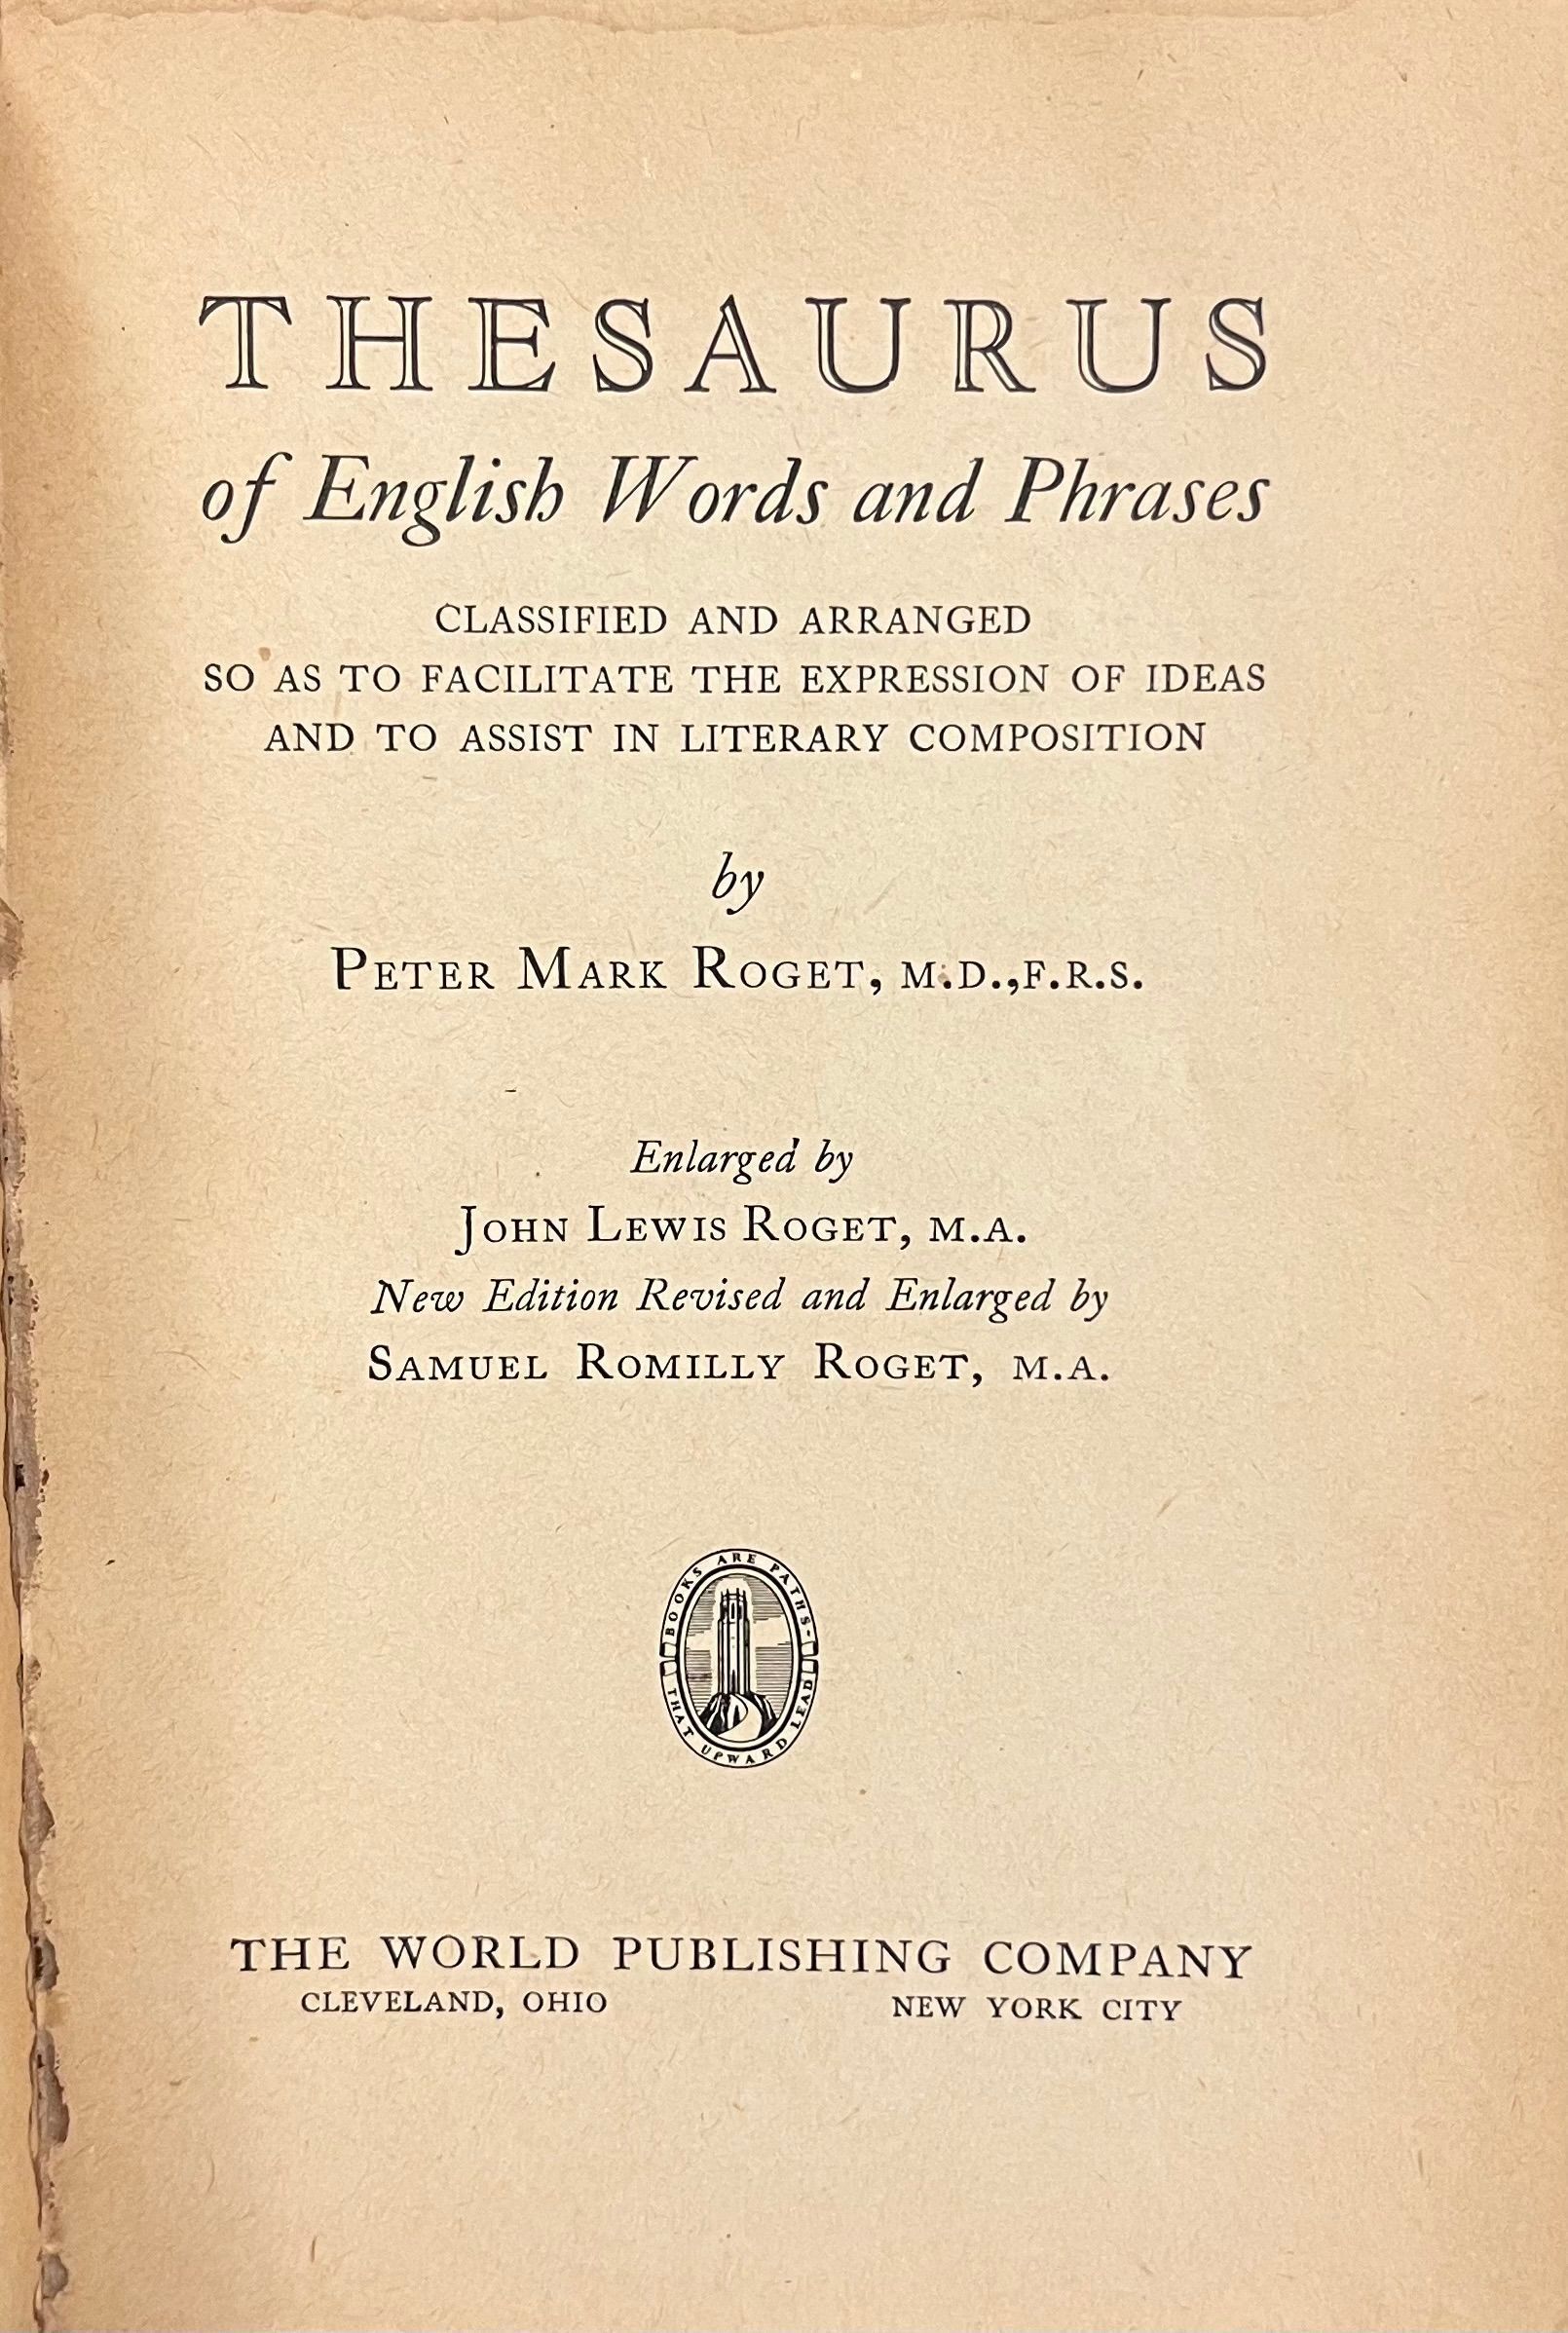 THESAURUS
of English Words and Phrases
CLASSIFIED AND ARRANGED
SO AS TO FACILITATE THE EXPRESSION OF IDEAS
AND TO ASSIST IN LITERARY COMPOSITION
by
PETER MARK ROGET, M.D.,F.R.S.
Enlarged by
JOHN LEWIS ROGET, M.A.
New Edition Revised and Enlarged by
SAMUEL ROMILLY ROGET, M.A.
BOOKS ARE PATHS
THAT UPWARD LEAD
THE WORLD PUBLISHING COMPANY
CLEVELAND, OHIO NEW YORK CITY